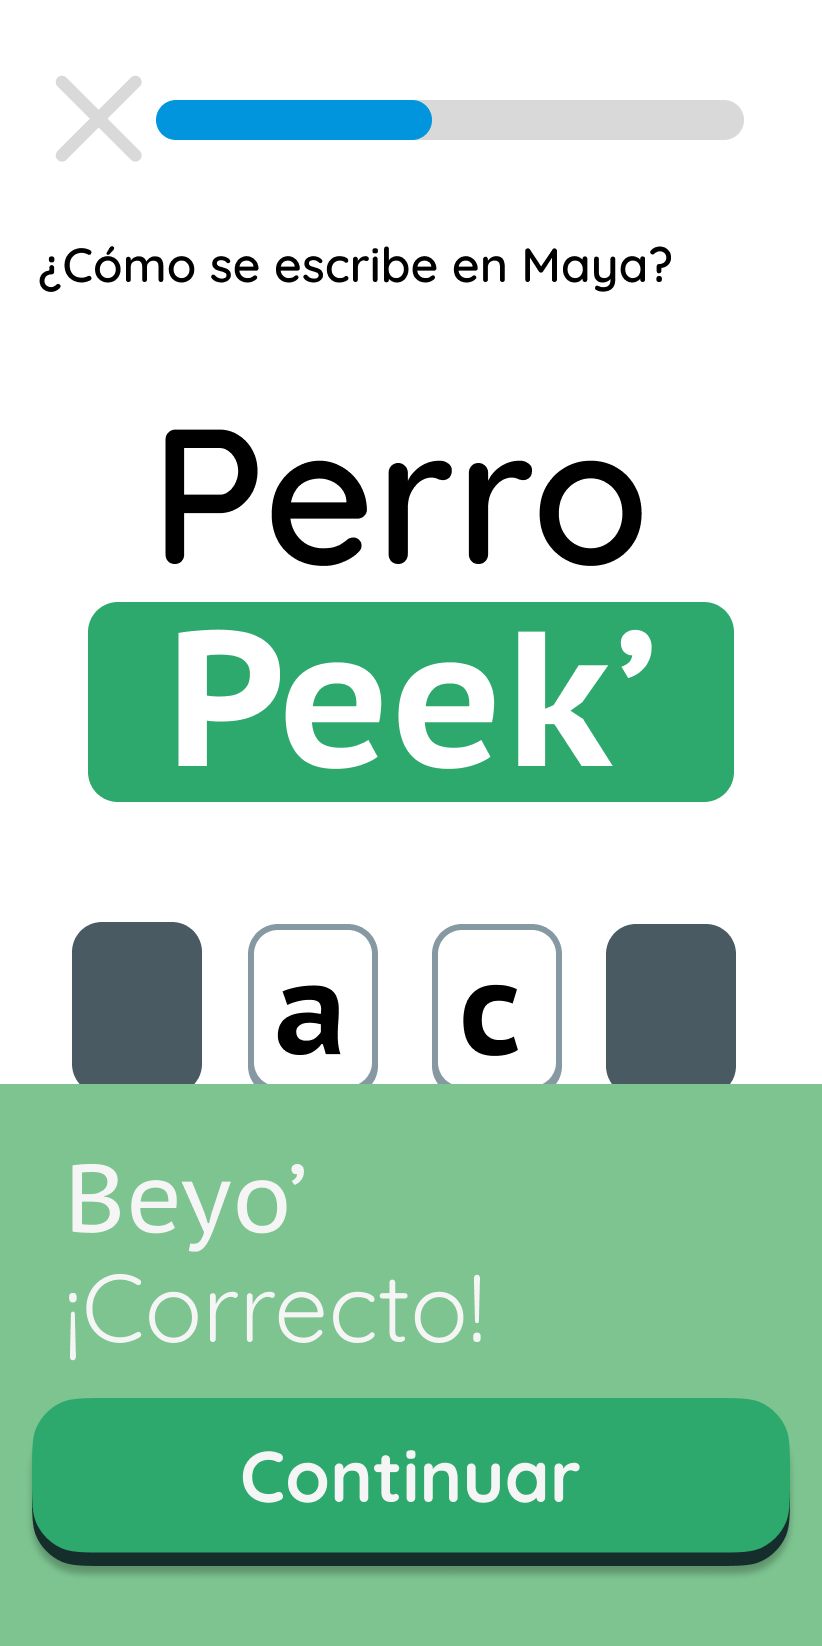 ¿Cómo se escribe en Maya?
Perro
Peek’
a c
Beyo’
¡Correcto!
Continuar